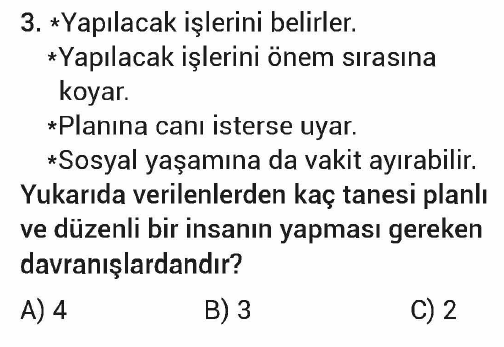 3. *Yapılacak işlerini belirler.
*Yapılacak işlerini önem sırasına
koyar.
*Planına canı isterse uyar.
*Sosyal yaşamına da vakit ayırabilir.
Yukarıda verilenlerden kaç tanesi planlı
ve düzenli bir insanın yapması gereken
davranışlardandır?
A) 4 B) 3 C) 2